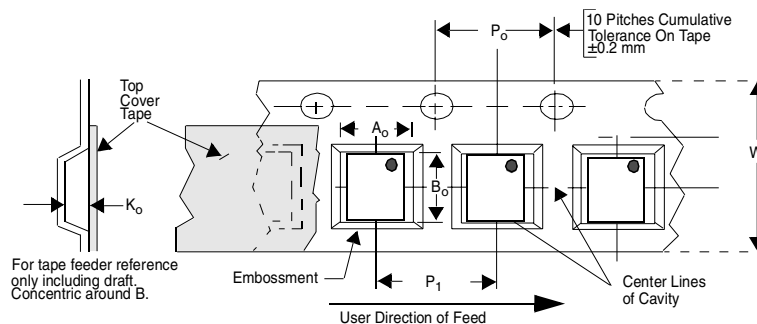 10 Pitches Cumulative
Tolerance On Tape
±0.2 mm
Po
Top
Cover
Tape
Ao
W
Bo
Ko
For tape feeder reference
only including draft.
Concentric around B.
Embossment
P1
Center Lines
of Cavity
User Direction of Feed